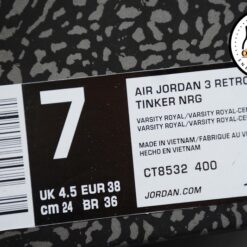 7
UK 4.5 EUR 38
CM 24 BR 36
AIR JORDAN 3 RETRO
TINKER NRG
VARSITY ROYAL/VARSITY ROYAL-CE
VARSITY ROYAL/VARSITY ROYAL-CE
MADE IN VIETNAM/FABRIQUE AU V
HECHO EN VIETNAM
CT8532 400
JORDAN.COM